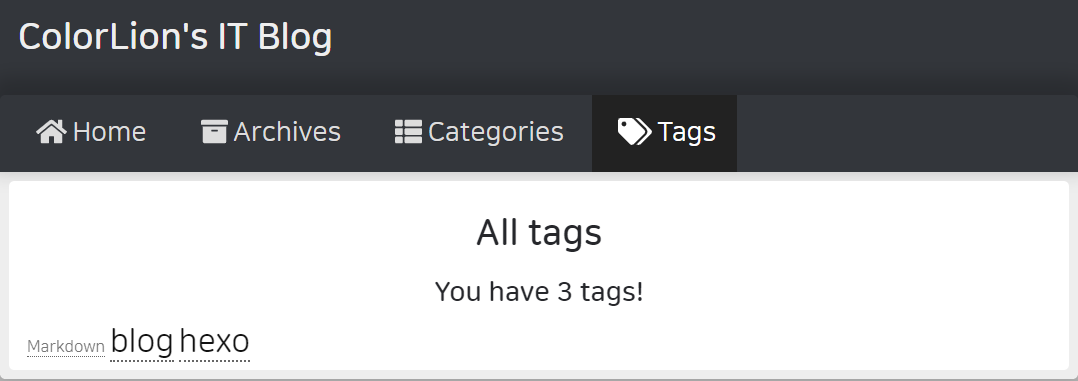 ColorLion's IT Blog
Home Archives Categories Tags
All tags
You have 3 tags!
Markdown blog hexo